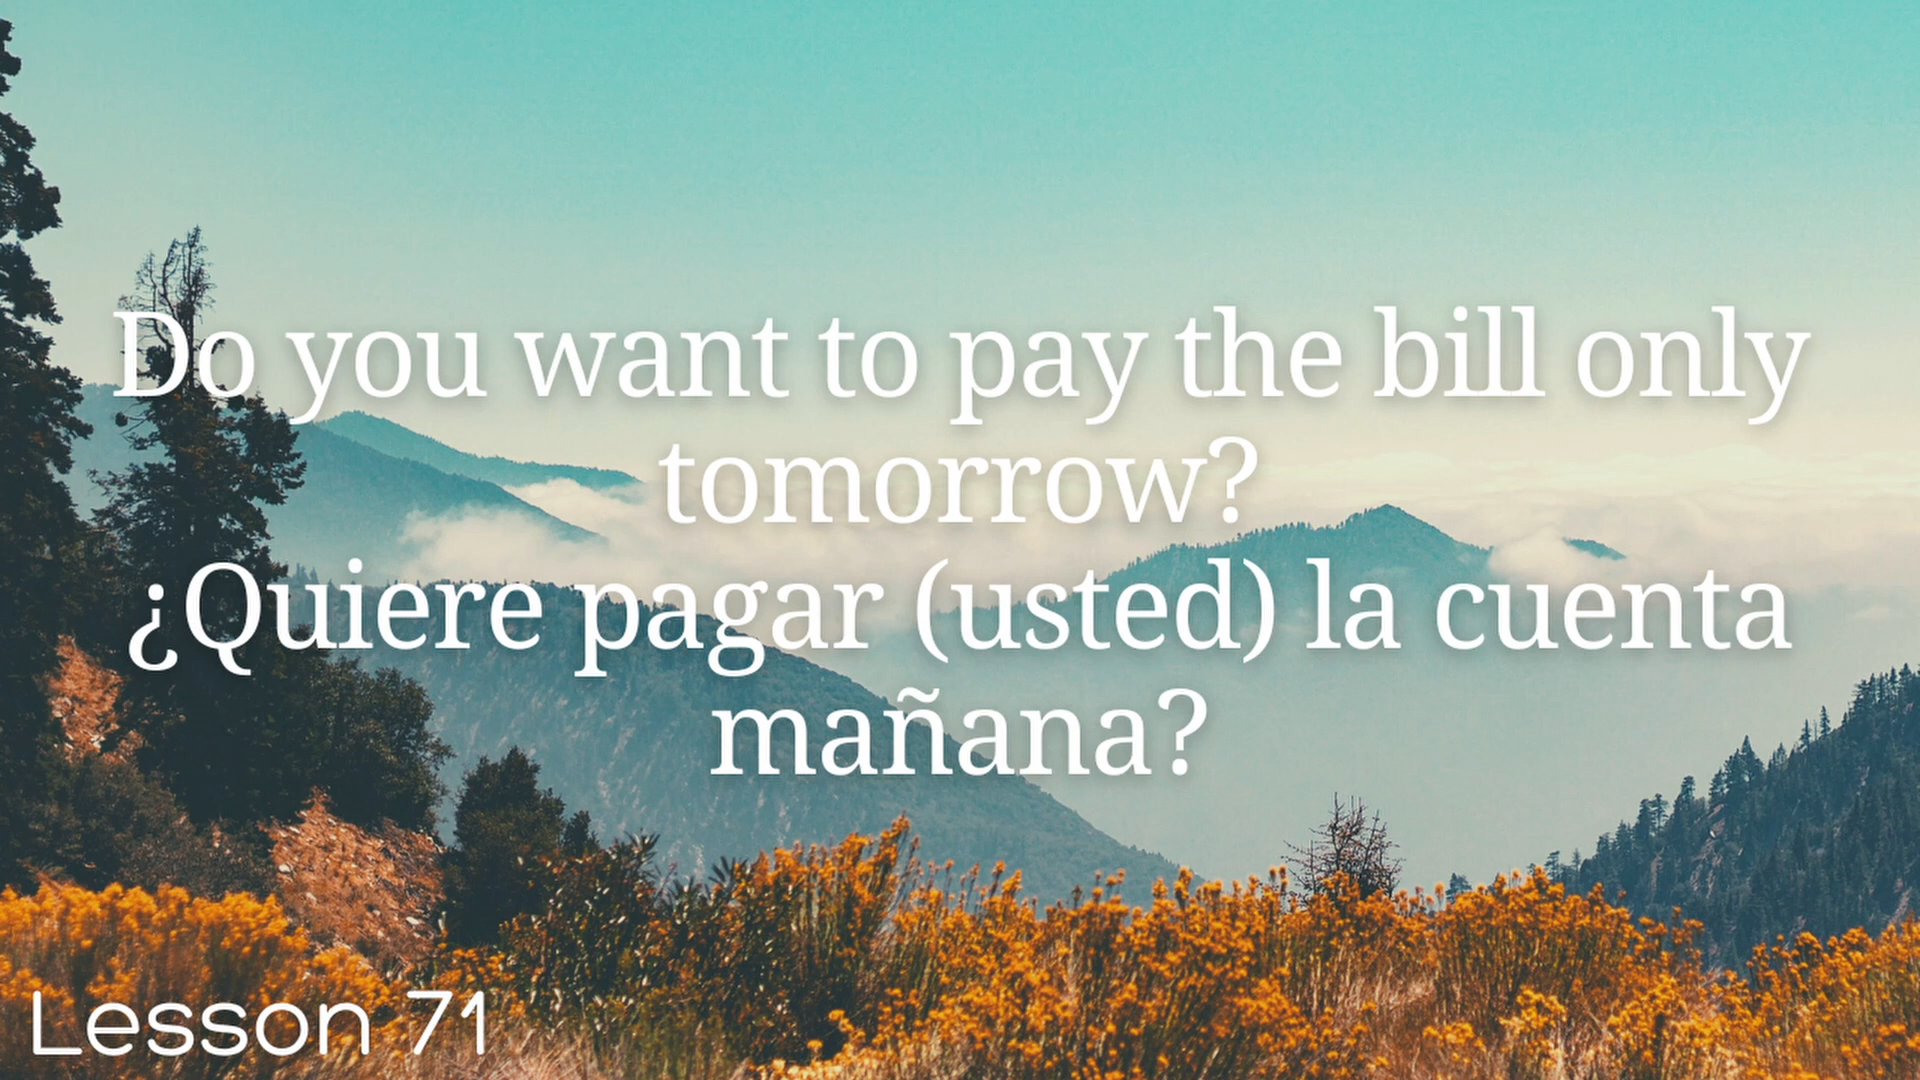 Do you want to pay the bill only
tomorrow?
¿Quiere pagar (usted) la cuenta
mañana?
Lesson 71